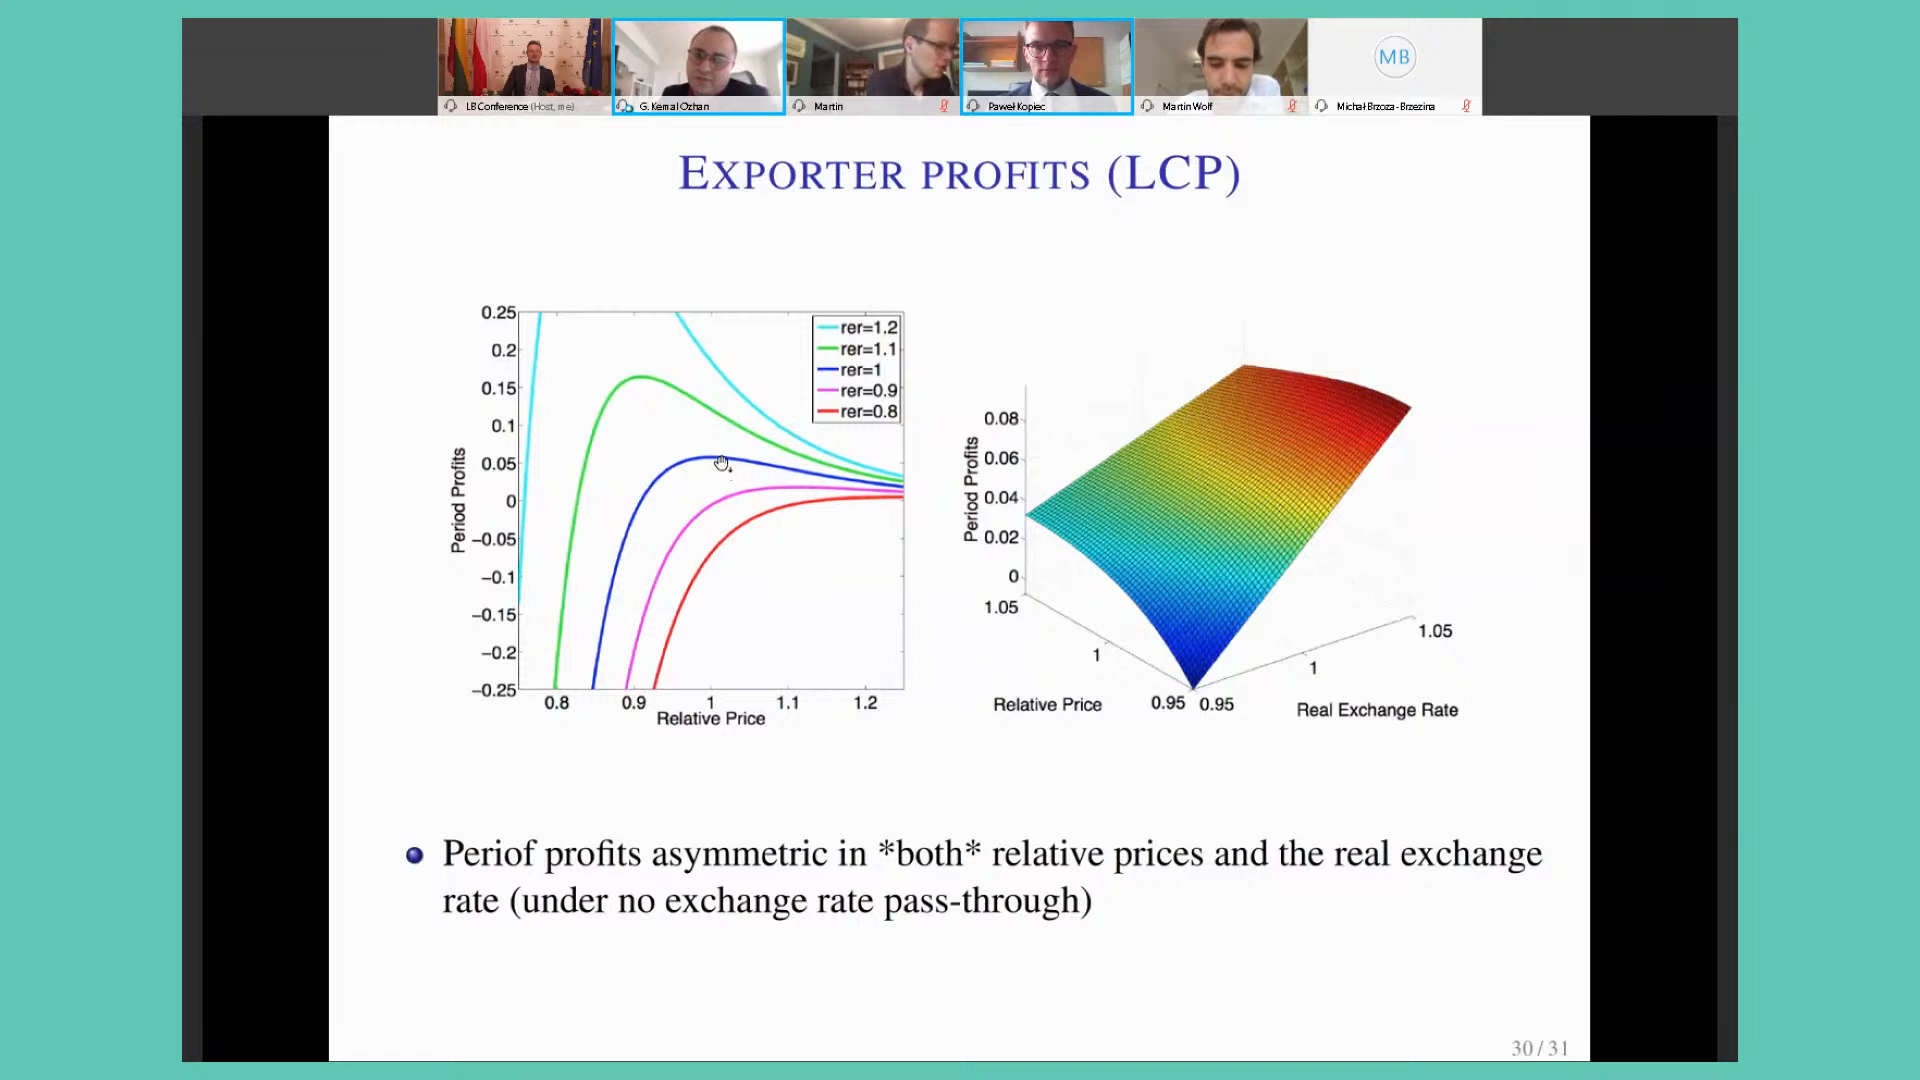 MB
LB Conference (Host, me)
G. Kemal Ozhan
Martin
Paweł Kopiec
Martin Wolf
Michał Brzoza-Brzezina
EXPORTER PROFITS (LCP)
0.25
0.2
0.15
0.1
0.05
0
−0.05
−0.1
−0.15
−0.2
−0.25
Period Profits
0.8
0.9
1
1.1
1.2
Relative Price
rer=1.2
rer=1.1
rer=1
rer=0.9
rer=0.8
0.08
0.06
0.04
0.02
0
Period Profits
1.05
1
0.95
Relative Price
0.95
1
1.05
Real Exchange Rate
Periof profits asymmetric in *both* relative prices and the real exchange
rate (under no exchange rate pass-through)
30 / 31